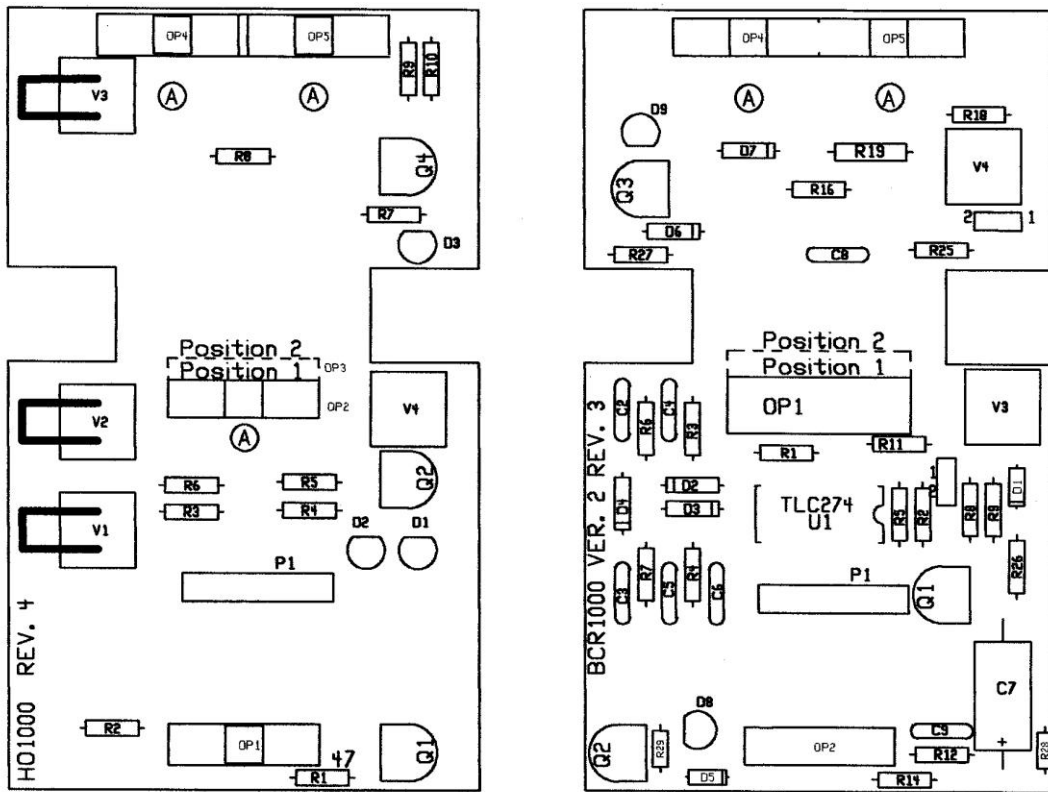 OP4
OP5
R9
R10
V3
A
A
R8
Q4
R7
D3
Position 2
Position 1
OP3
OP2
V2
V4
A
R6
R5
Q2
R3
R4
V1
D2
D1
P1
HO1000 REV. 4
R2
OP1
47
R1
Q1
OP4
OP5
A
A
D9
R18
D7
R19
V4
Q3
R16
2
1
D6
R27
C8
R25
Position 2
Position 1
OP1
V3
C2
C4
R6
R3
R11
R1
1
D4
D2
D3
TLC274
U1
R5
R2
R8
R9
D1
R26
C3
R7
C5
R4
C6
P1
Q1
BCR1000 VER. 2 REV. 3
C7
+
D8
Q2
R29
OP2
C9
R12
R28
D5
R14